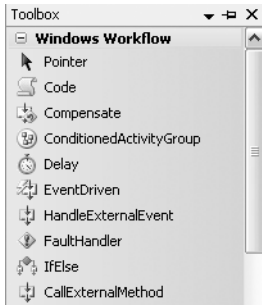 Toolbox
Windows Workflow
Pointer
Code
Compensate
ConditionedActivityGroup
Delay
EventDriven
HandleExternalEvent
FaultHandler
IfElse
CallExternalMethod